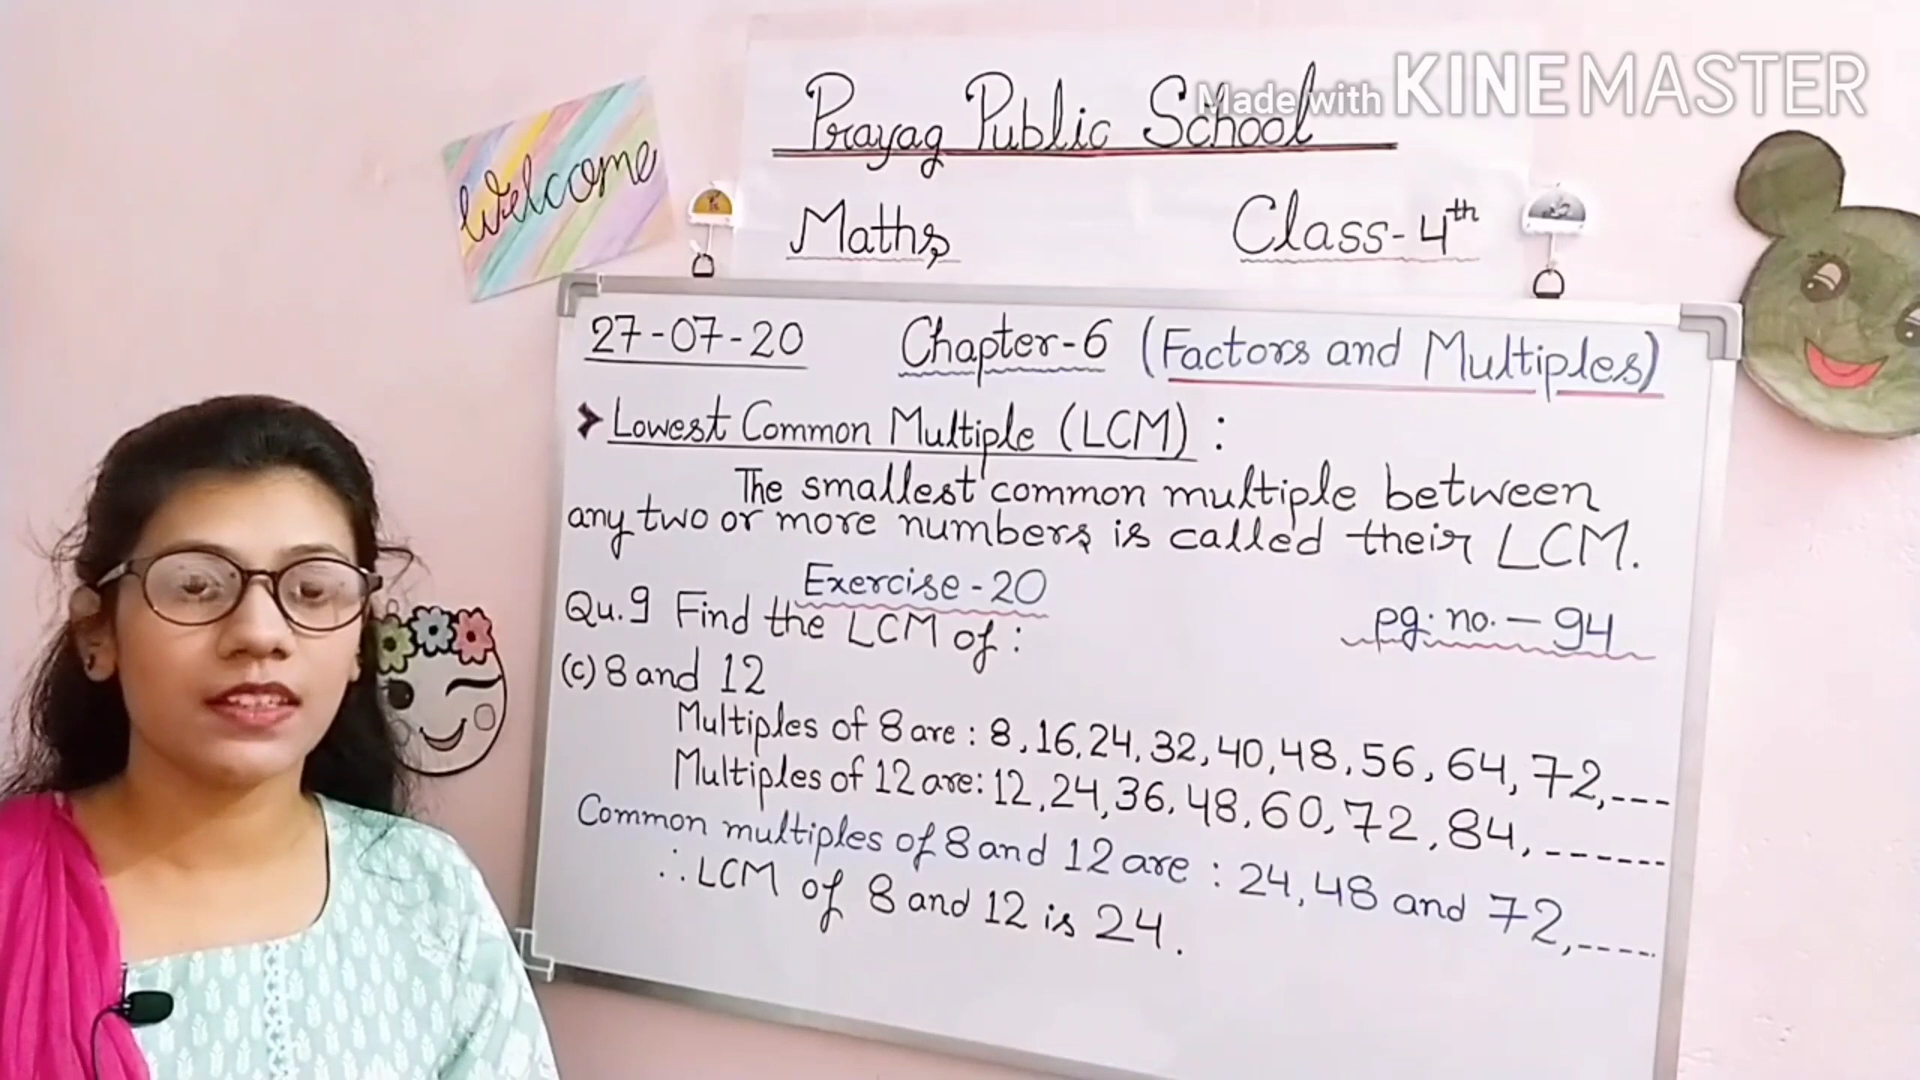 Made with KINEMASTER
Prayag Public School
Welcome
Maths
Class-4th
27-07-20 Chapter-6 (Factors and Multiples)
➤ Lowest Common Multiple (LCM) :
The smallest common multiple between
any two or more numbers is called their LCM.
Exercise-20
Qu.9 Find the LCM of :
pg. no. – 94
(c) 8 and 12
Multiples of 8 are : 8, 16, 24, 32, 40, 48, 56, 64, 72, ---
Multiples of 12 are: 12, 24, 36, 48, 60, 72, 84, ------
Common multiples of 8 and 12 are : 24, 48 and 72, ----
∴ LCM of 8 and 12 is 24.